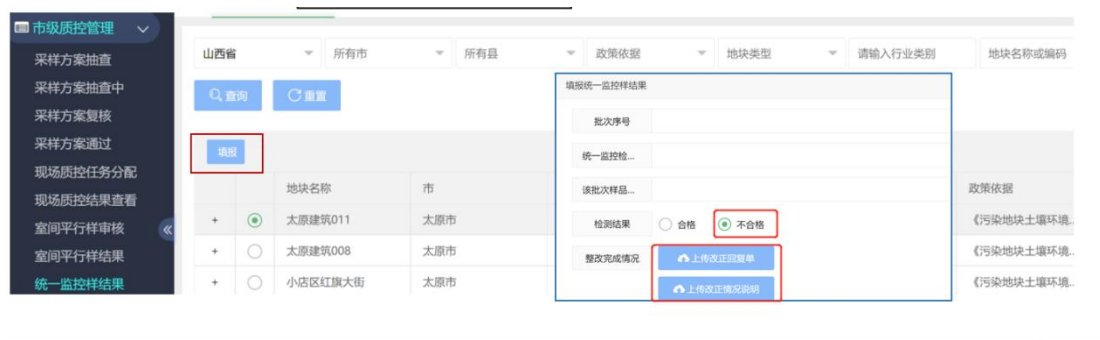 市级质控管理
采样方案抽查
采样方案抽查中
采样方案复核
采样方案通过
现场质控任务分配
现场质控结果查看
室间平行样审核
室间平行样结果
统一监控样结果
山西省 所有市 所有县 政策依据 地块类型 请输入行业类别 地块名称或编码
查询 重置
填报
地块名称 市 政策依据
+ 太原建筑011 太原市 《污染地块土壤环境...
+ 太原建筑008 太原市 《污染地块土壤环境...
+ 小店区红旗大街 太原市 《污染地块土壤环境...
填报统一监控样结果
批次序号
统一监控检...
该批次样品...
检测结果 合格 不合格
整改完成情况 上传改正回复单
上传改正情况说明